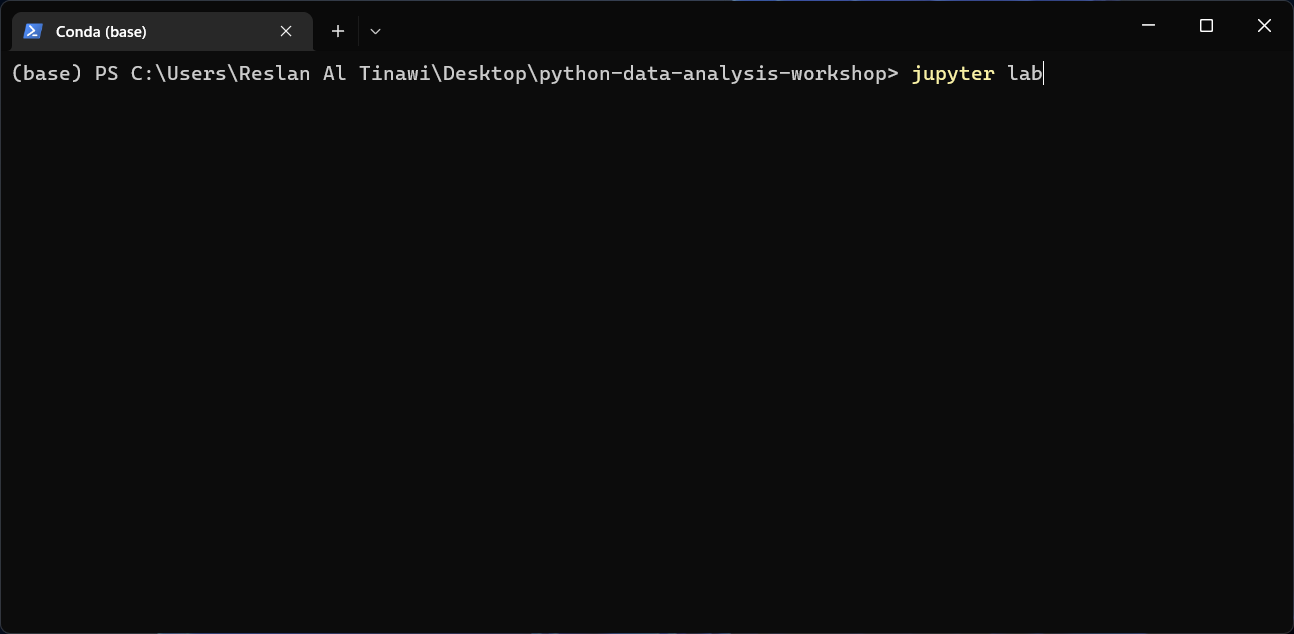 Conda (base)
(base) PS C:\Users\Reslan Al Tinawi\Desktop\python-data-analysis-workshop> jupyter lab